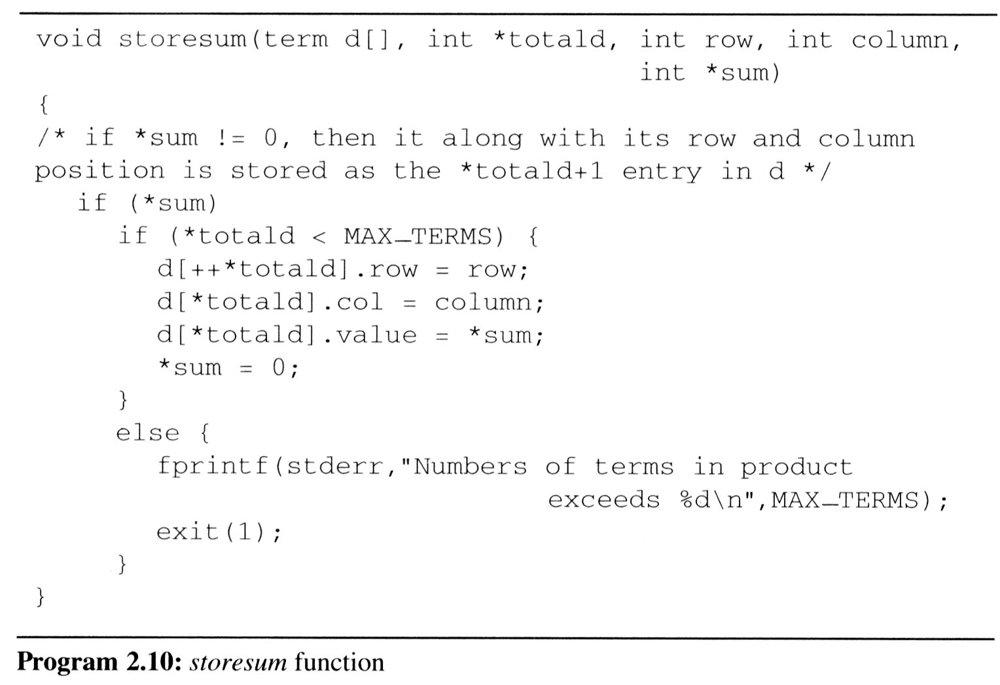 void storesum(term d[], int *totald, int row, int column,
int *sum)
{
/* if *sum != 0, then it along with its row and column
position is stored as the *totald+1 entry in d */
if (*sum)
if (*totald < MAX_TERMS) {
d[++*totald].row = row;
d[*totald].col = column;
d[*totald].value = *sum;
*sum = 0;
}
else {
fprintf(stderr,"Numbers of terms in product
exceeds %d\n",MAX_TERMS);
exit(1);
}
}
Program 2.10: storesum function